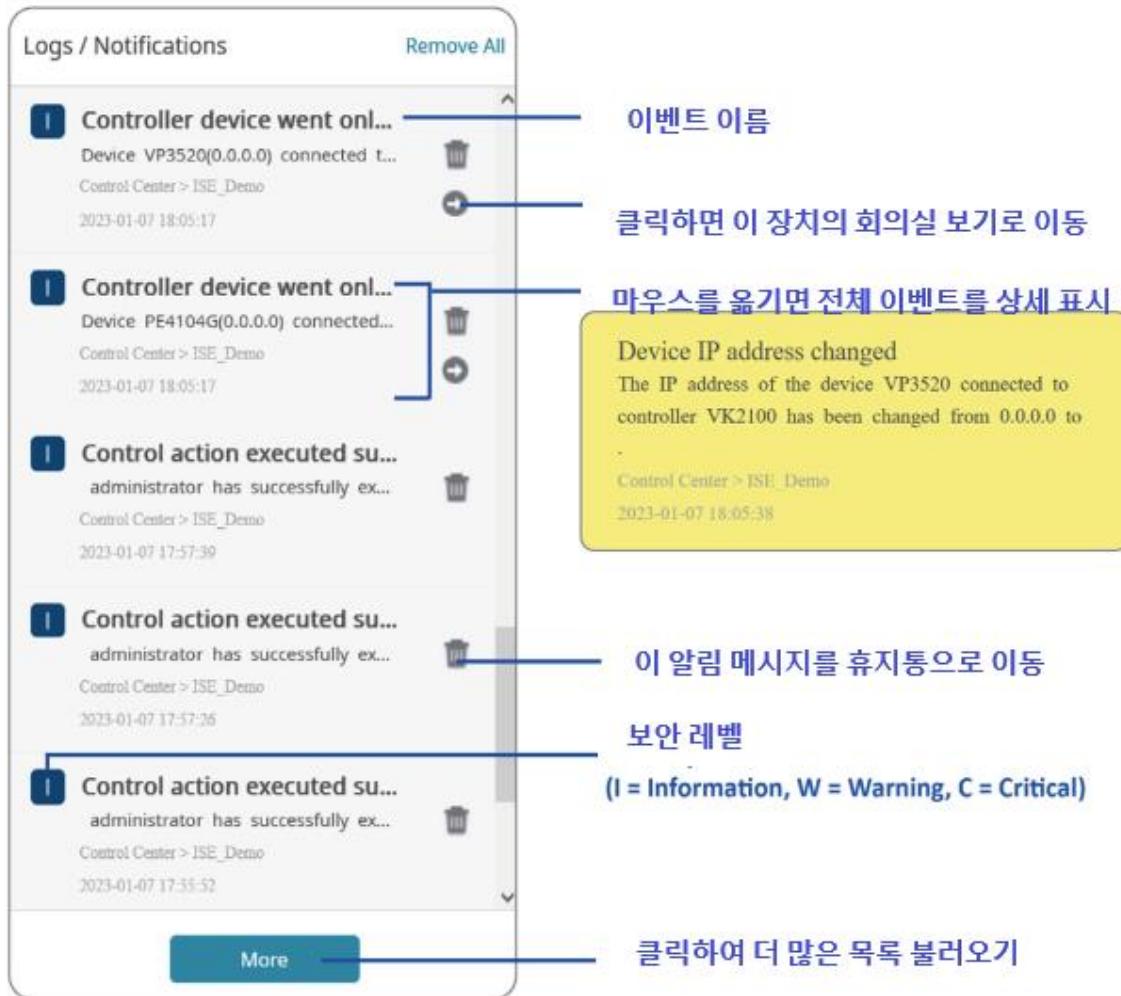 Logs / Notifications
Remove All
I
Controller device went onl...
Device VP3520(0.0.0.0) connected t...
Control Center > ISE_Demo
2023-01-07 18:05:17
I
Controller device went onl...
Device PE4104G(0.0.0.0) connected...
Control Center > ISE_Demo
2023-01-07 18:05:17
I
Control action executed su...
administrator has successfully ex...
Control Center > ISE_Demo
2023-01-07 17:57:39
I
Control action executed su...
administrator has successfully ex...
Control Center > ISE_Demo
2023-01-07 17:57:26
I
Control action executed su...
administrator has successfully ex...
Control Center > ISE_Demo
2023-01-07 17:55:52
More
이벤트 이름
클릭하면 이 장치의 회의실 보기로 이동
마우스를 옮기면 전체 이벤트를 상세 표시
Device IP address changed
The IP address of the device VP3520 connected to
controller VK2100 has been changed from 0.0.0.0 to
.
Control Center > ISE_Demo
2023-01-07 18:05:38
이 알림 메시지를 휴지통으로 이동
보안 레벨
(I = Information, W = Warning, C = Critical)
클릭하여 더 많은 목록 불러오기